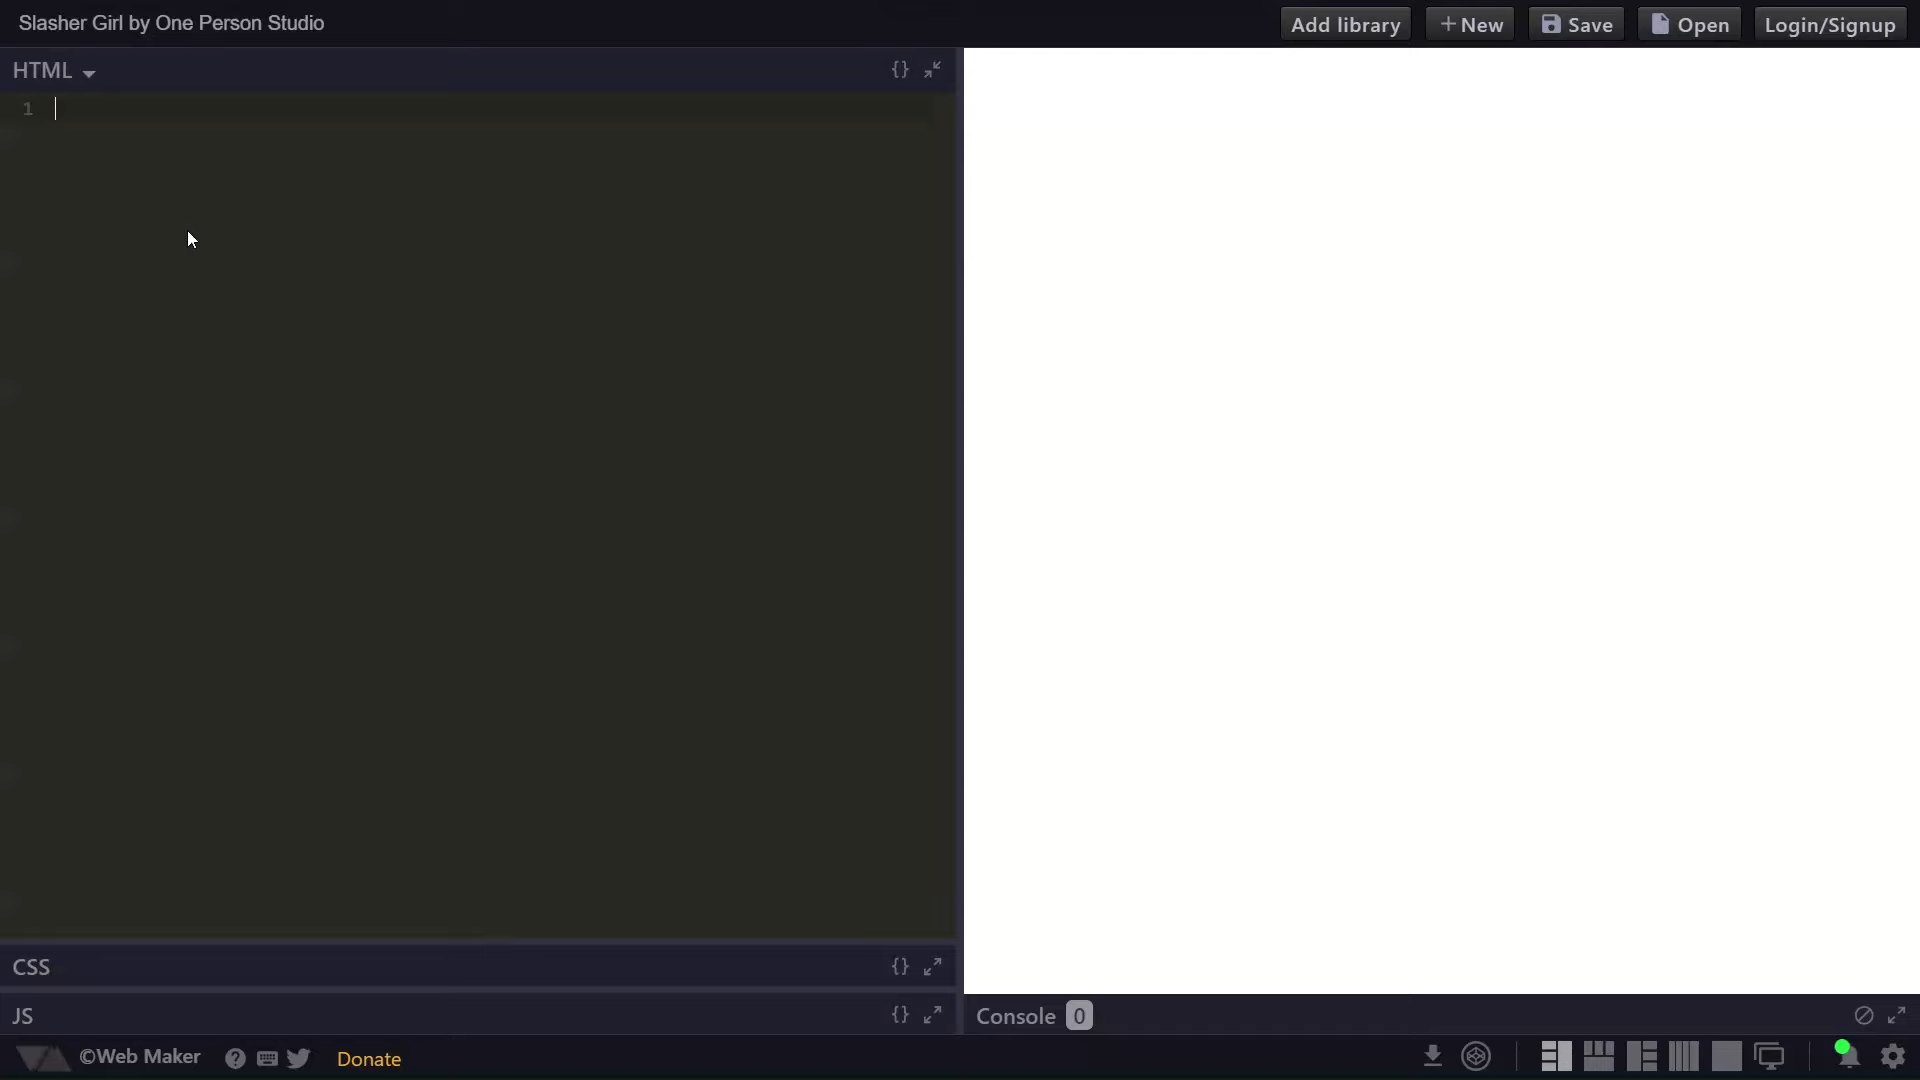 Slasher Girl by One Person Studio
Add library
+ New
Save
Open
Login/Signup
HTML
{}
1
CSS
{}
JS
{}
Console 0
©Web Maker
?
Donate